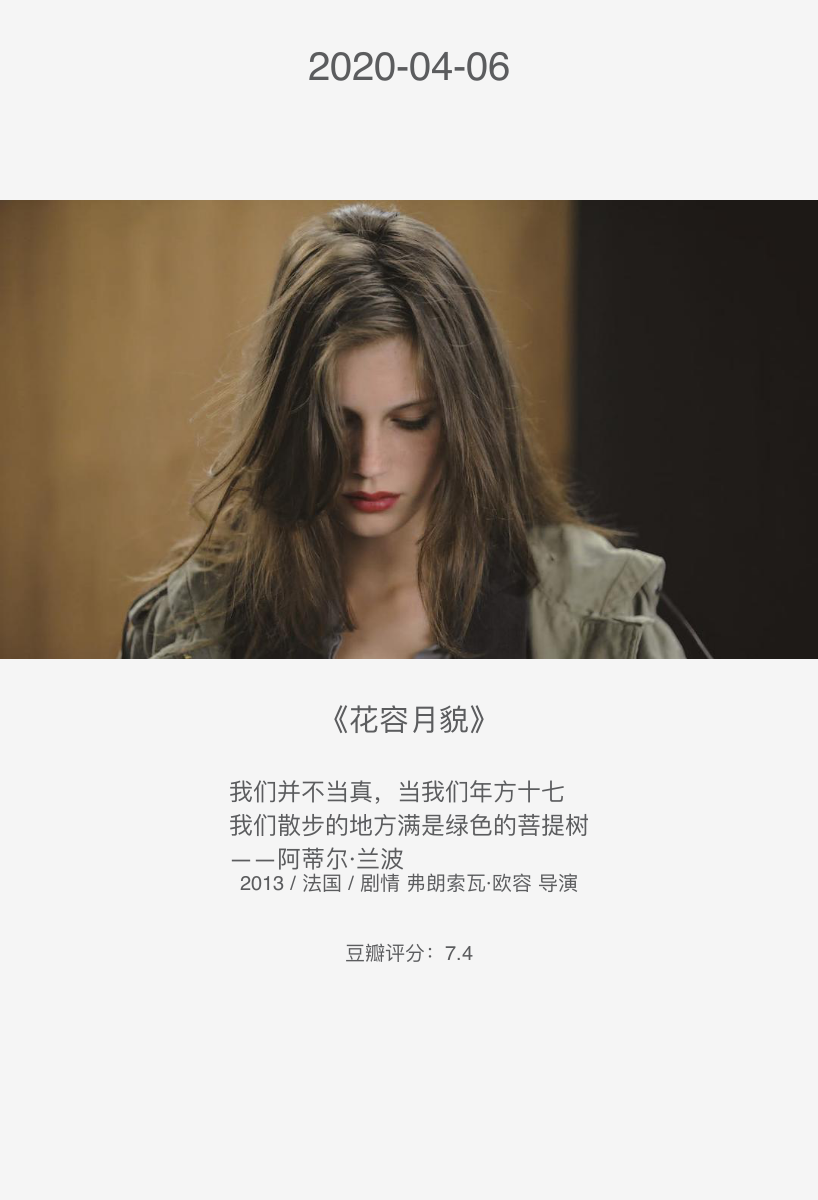 2020-04-06
《花容月貌》
我们并不当真，当我们年方十七
我们散步的地方满是绿色的菩提树
——阿蒂尔·兰波
2013 / 法国 / 剧情 弗朗索瓦·欧容 导演
豆瓣评分：7.4